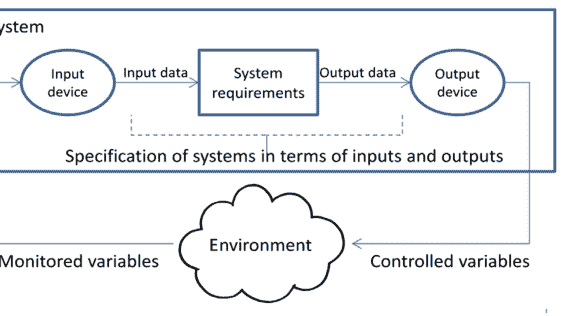 ystem
Input device
Input data
System requirements
Output data
Output device
Specification of systems in terms of inputs and outputs
Environment
Monitored variables
Controlled variables